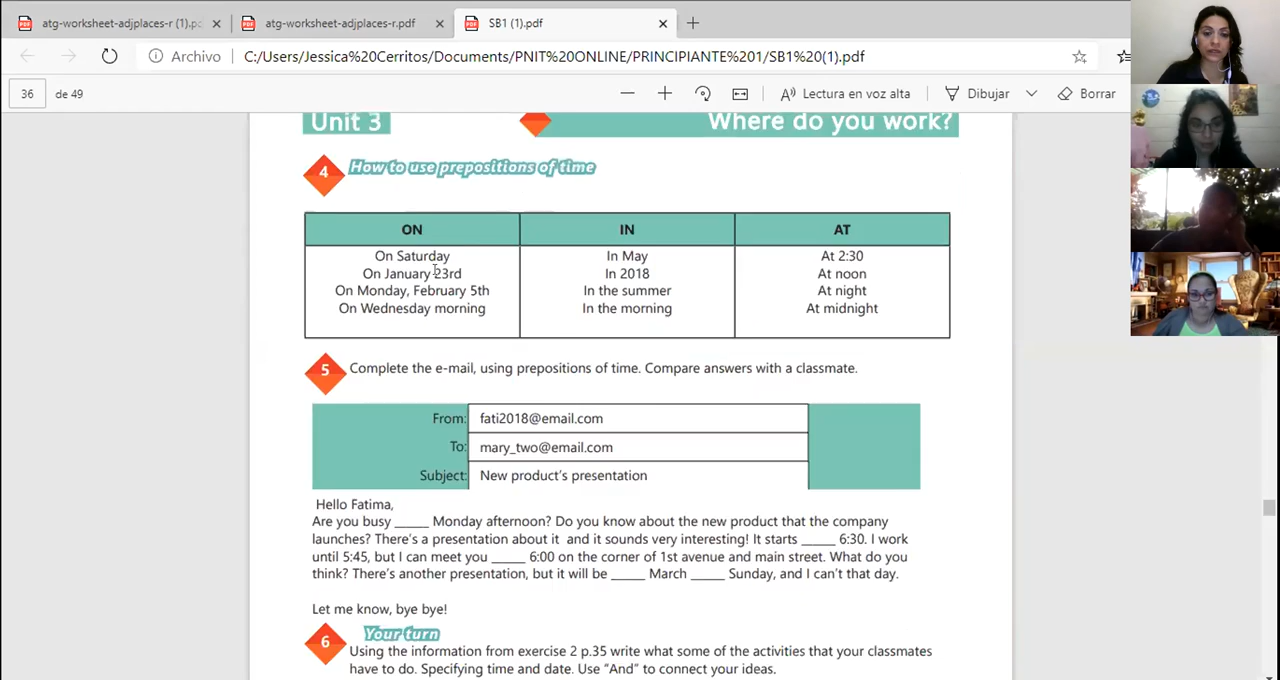 atg-worksheet-adjplaces-r (1).p
atg-worksheet-adjplaces-r.pdf
SB1 (1).pdf
Archivo
C:/Users/Jessica%20Cerritos/Documents/PNIT%20ONLINE/PRINCIPIANTE%201/SB1%20(1).pdf
36
de 49
Lectura en voz alta
Dibujar
Borrar
Unit 3
Where do you work?
4
How to use prepositions of time
ON IN AT
On Saturday In May At 2:30
On January 23rd In 2018 At noon
On Monday, February 5th In the summer At night
On Wednesday morning In the morning At midnight
5
Complete the e-mail, using prepositions of time. Compare answers with a classmate.
From: fati2018@email.com
To: mary_two@email.com
Subject: New product's presentation
Hello Fatima,
Are you busy _____ Monday afternoon? Do you know about the new product that the company
launches? There's a presentation about it and it sounds very interesting! It starts _____ 6:30. I work
until 5:45, but I can meet you _____ 6:00 on the corner of 1st avenue and main street. What do you
think? There's another presentation, but it will be _____ March _____ Sunday, and I can't that day.
Let me know, bye bye!
6
Your turn
Using the information from exercise 2 p.35 write what some of the activities that your classmates
have to do. Specifying time and date. Use "And" to connect your ideas.